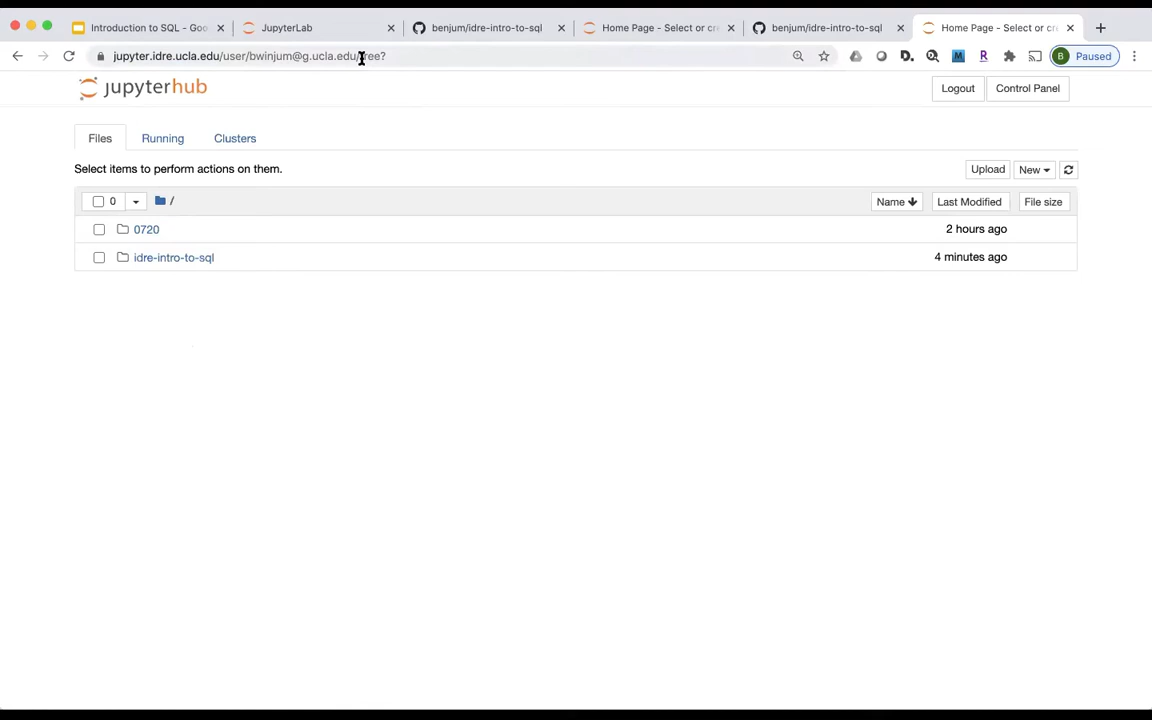 Introduction to SQL - Goo
JupyterLab
benjum/idre-intro-to-sql
Home Page - Select or cre
benjum/idre-intro-to-sql
Home Page - Select or cre
jupyter.idre.ucla.edu/user/bwinjum@g.ucla.edu/tree?
Paused
jupyterhub
Logout
Control Panel
Files
Running
Clusters
Select items to perform actions on them.
Upload
New
0
/
Name
Last Modified
File size
0720
2 hours ago
idre-intro-to-sql
4 minutes ago